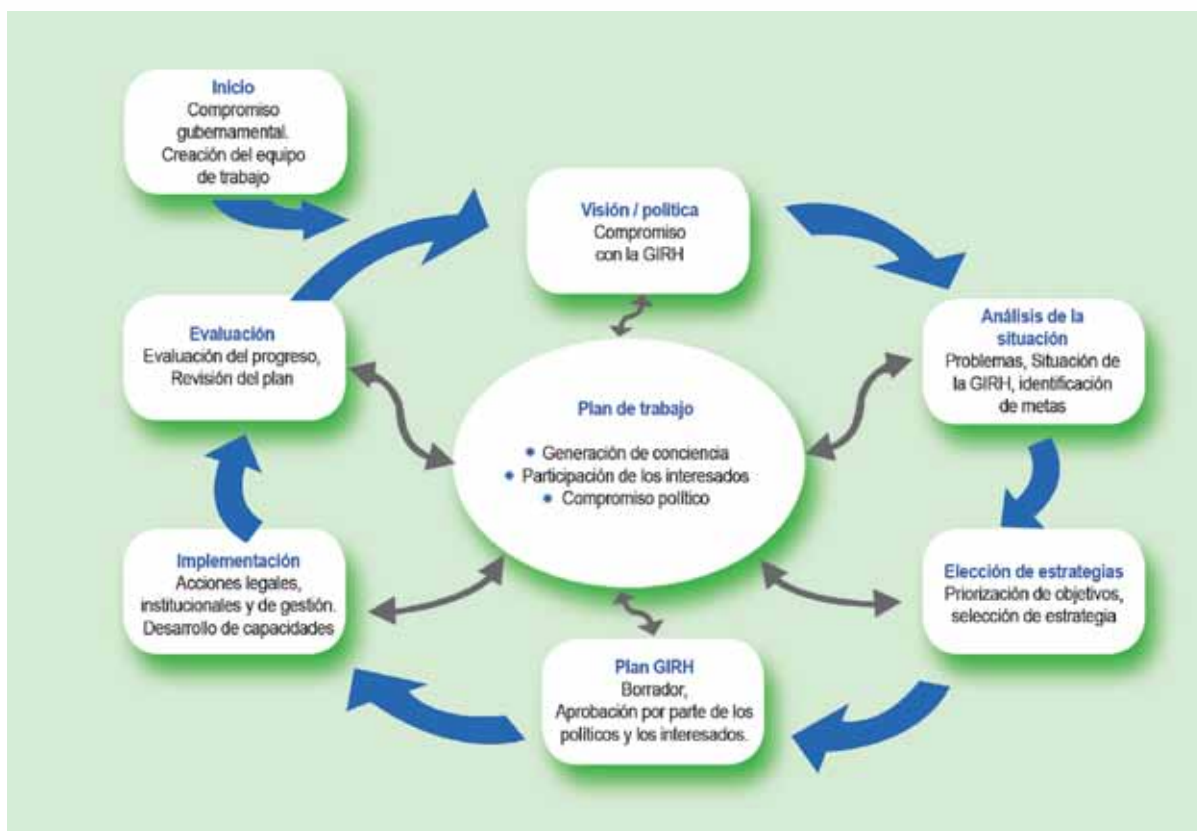 Inicio
Compromiso
gubernamental.
Creación del equipo
de trabajo
Visión / política
Compromiso
con la GIRH
Análisis de la
situación
Problemas, Situación de
la GIRH, identificación
de metas
Elección de estrategias
Priorización de objetivos,
selección de estrategia
Plan GIRH
Borrador,
Aprobación por parte de los
políticos y los interesados.
Implementación
Acciones legales,
institucionales y de gestión.
Desarrollo de capacidades
Evaluación
Evaluación del progreso,
Revisión del plan
Plan de trabajo
• Generación de conciencia
• Participación de los interesados
• Compromiso político